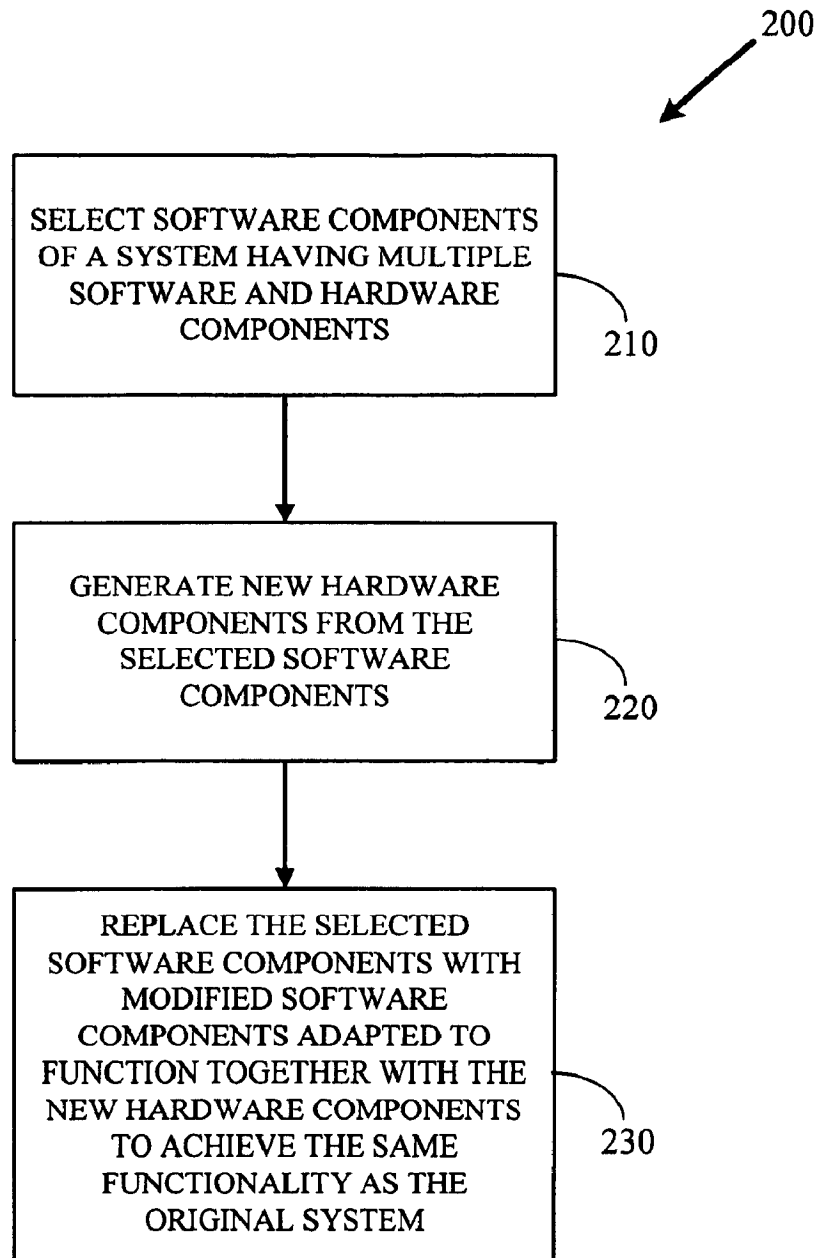 200
SELECT SOFTWARE COMPONENTS
OF A SYSTEM HAVING MULTIPLE
SOFTWARE AND HARDWARE
COMPONENTS
210
GENERATE NEW HARDWARE
COMPONENTS FROM THE
SELECTED SOFTWARE
COMPONENTS
220
REPLACE THE SELECTED
SOFTWARE COMPONENTS WITH
MODIFIED SOFTWARE
COMPONENTS ADAPTED TO
FUNCTION TOGETHER WITH THE
NEW HARDWARE COMPONENTS
TO ACHIEVE THE SAME
FUNCTIONALITY AS THE
ORIGINAL SYSTEM
230